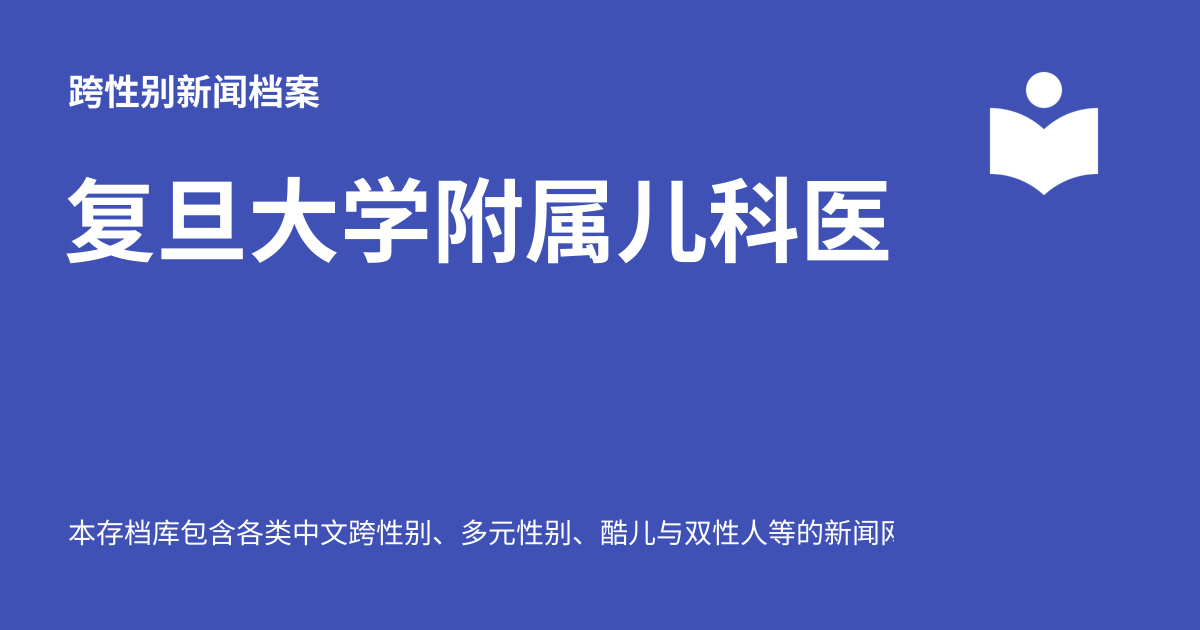 跨性别新闻档案
复旦大学附属儿科医
本存档库包含各类中文跨性别、多元性别、酷儿与双性人等的新闻